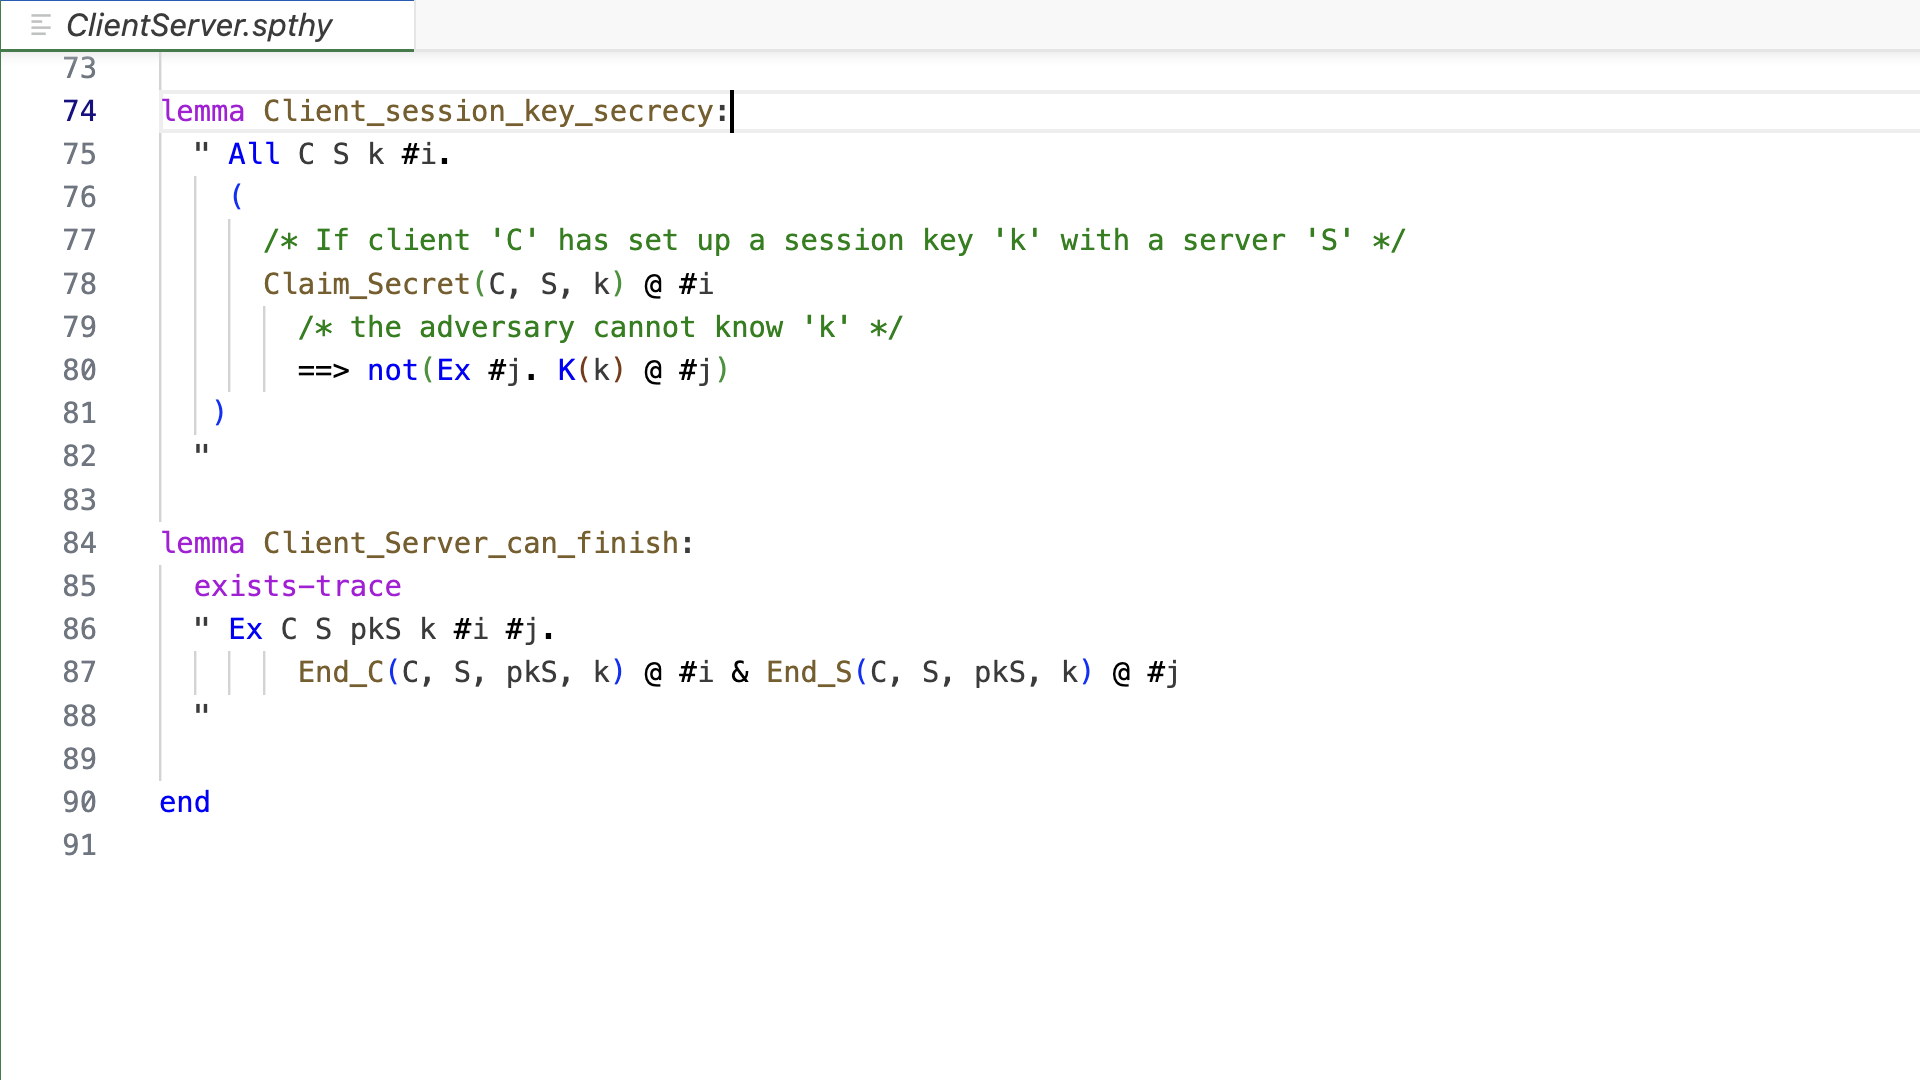 ClientServer.spthy
73
74 lemma Client_session_key_secrecy:
75 " All C S k #i.
76 (
77 /* If client 'C' has set up a session key 'k' with a server 'S' */
78 Claim_Secret(C, S, k) @ #i
79 /* the adversary cannot know 'k' */
80 ==> not(Ex #j. K(k) @ #j)
81 )
82 "
83
84 lemma Client_Server_can_finish:
85 exists-trace
86 " Ex C S pkS k #i #j.
87 End_C(C, S, pkS, k) @ #i & End_S(C, S, pkS, k) @ #j
88 "
89
90 end
91